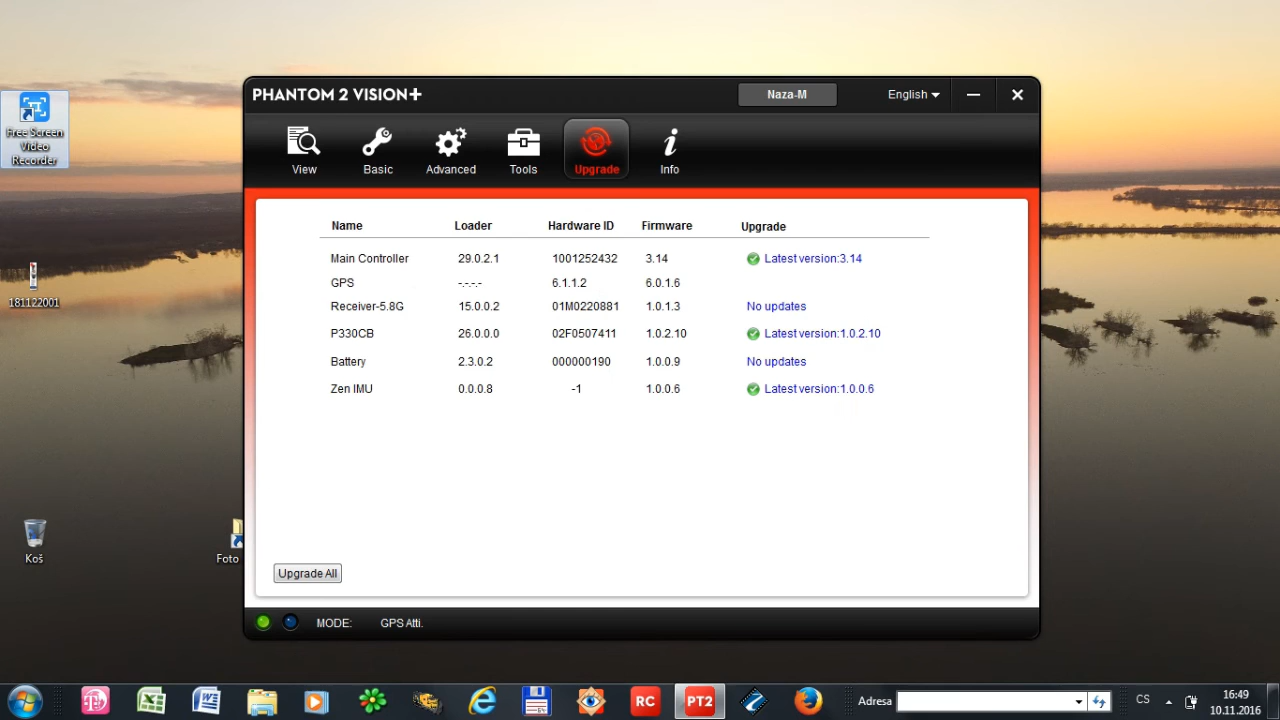 PHANTOM 2 VISION+
Naza-M
English
View
Basic
Advanced
Tools
Upgrade
Info
Free Screen
Video
Recorder
Name Loader Hardware ID Firmware Upgrade
Main Controller 29.0.2.1 1001252432 3.14 Latest version:3.14
GPS -.-.-.- 6.1.1.2 6.0.1.6
Receiver-5.8G 15.0.0.2 01M0220881 1.0.1.3 No updates
P330CB 26.0.0.0 02F0507411 1.0.2.10 Latest version:1.0.2.10
Battery 2.3.0.2 000000190 1.0.0.9 No updates
Zen IMU 0.0.0.8 -1 1.0.0.6 Latest version:1.0.0.6
181122001
Koš
Foto
Upgrade All
MODE: GPS Atti.
RC
PT2
Adresa
CS
16:49
10.11.2016